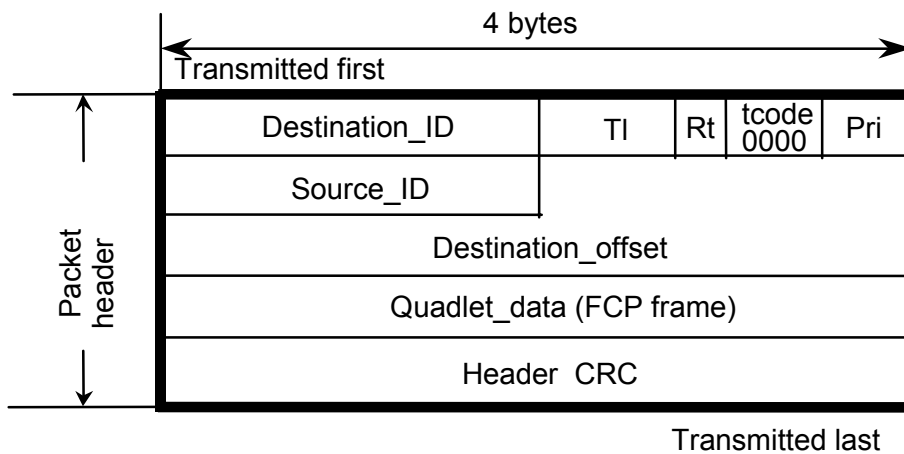 4 bytes
Transmitted first
Destination_ID
Tl
Rt
tcode
0000
Pri
Source_ID
Destination_offset
Packet
header
Quadlet_data (FCP frame)
Header CRC
Transmitted last